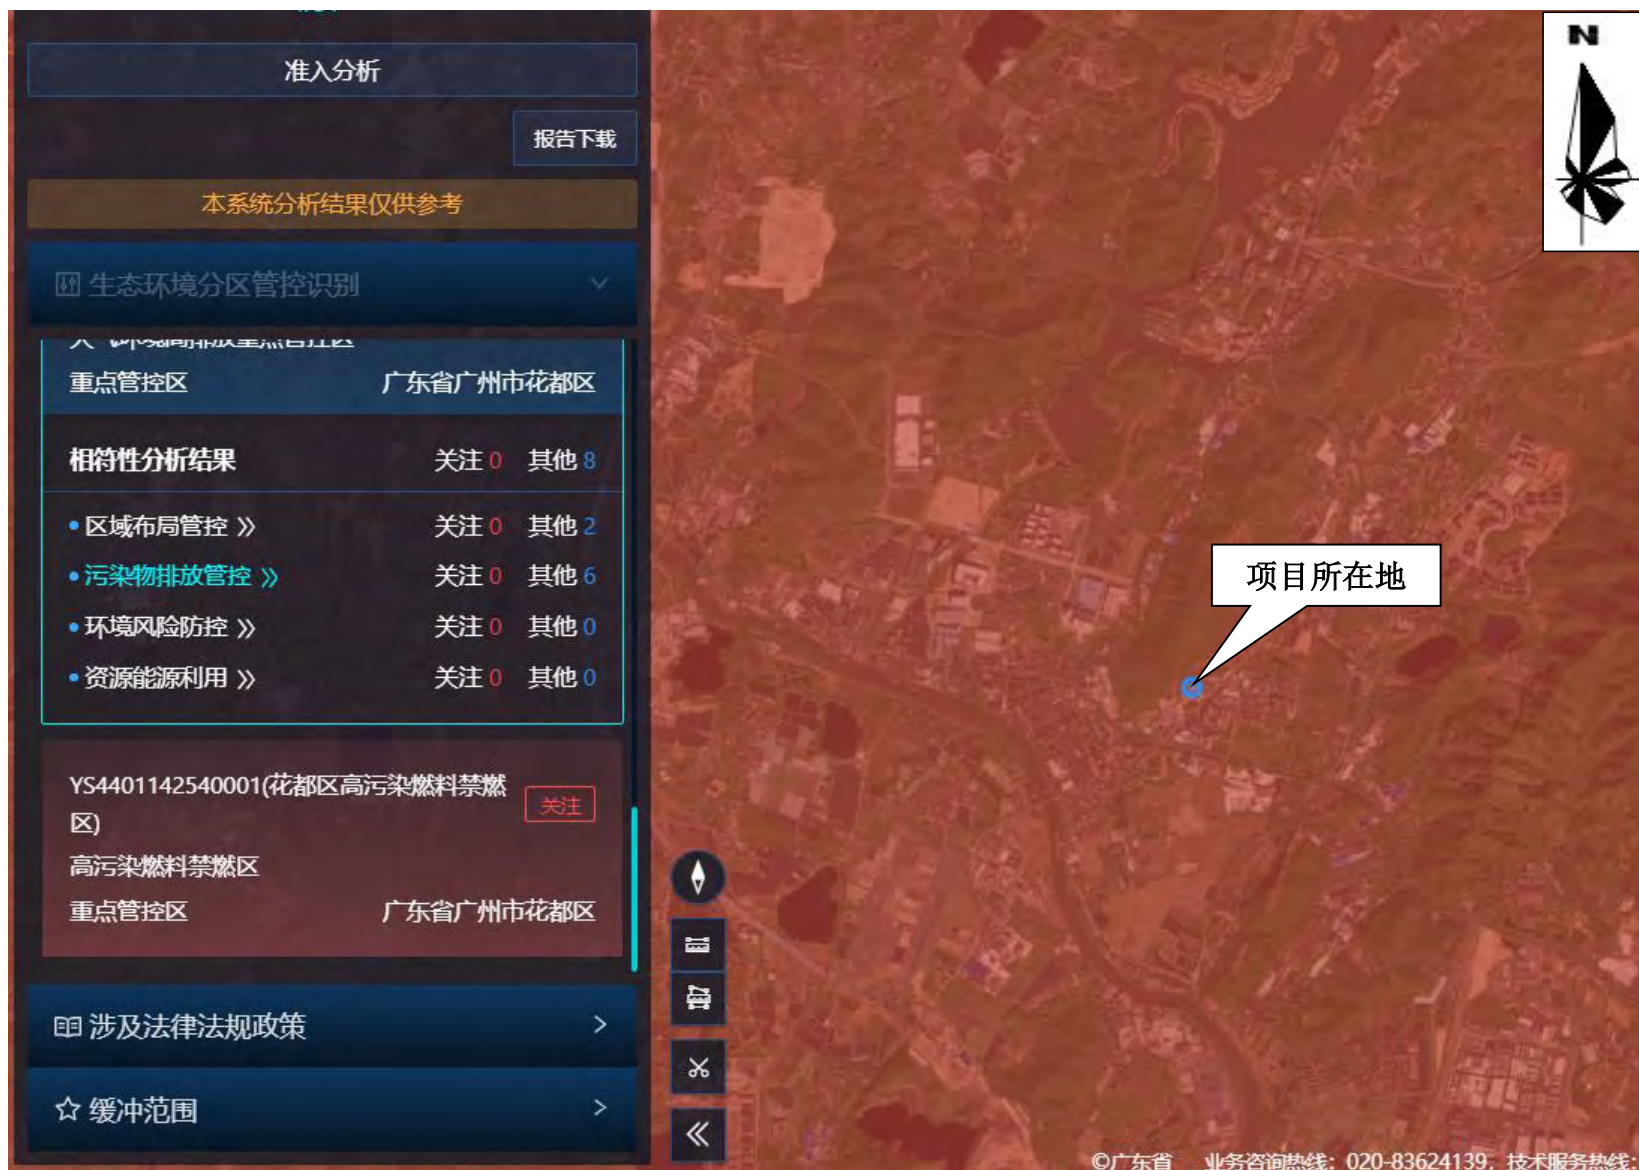 准入分析
报告下载
本系统分析结果仅供参考
生态环境分区管控识别
重点管控区 广东省广州市花都区
相符性分析结果 关注 0 其他 8
区域布局管控 关注 0 其他 2
污染物排放管控 关注 0 其他 6
环境风险防控 关注 0 其他 0
资源能源利用 关注 0 其他 0
YS4401142540001(花都区高污染燃料禁燃
区)
关注
高污染燃料禁燃区
重点管控区 广东省广州市花都区
涉及法律法规政策
缓冲范围
N
项目所在地
©广东省 业务咨询热线：020-83624139 技术服务热线：